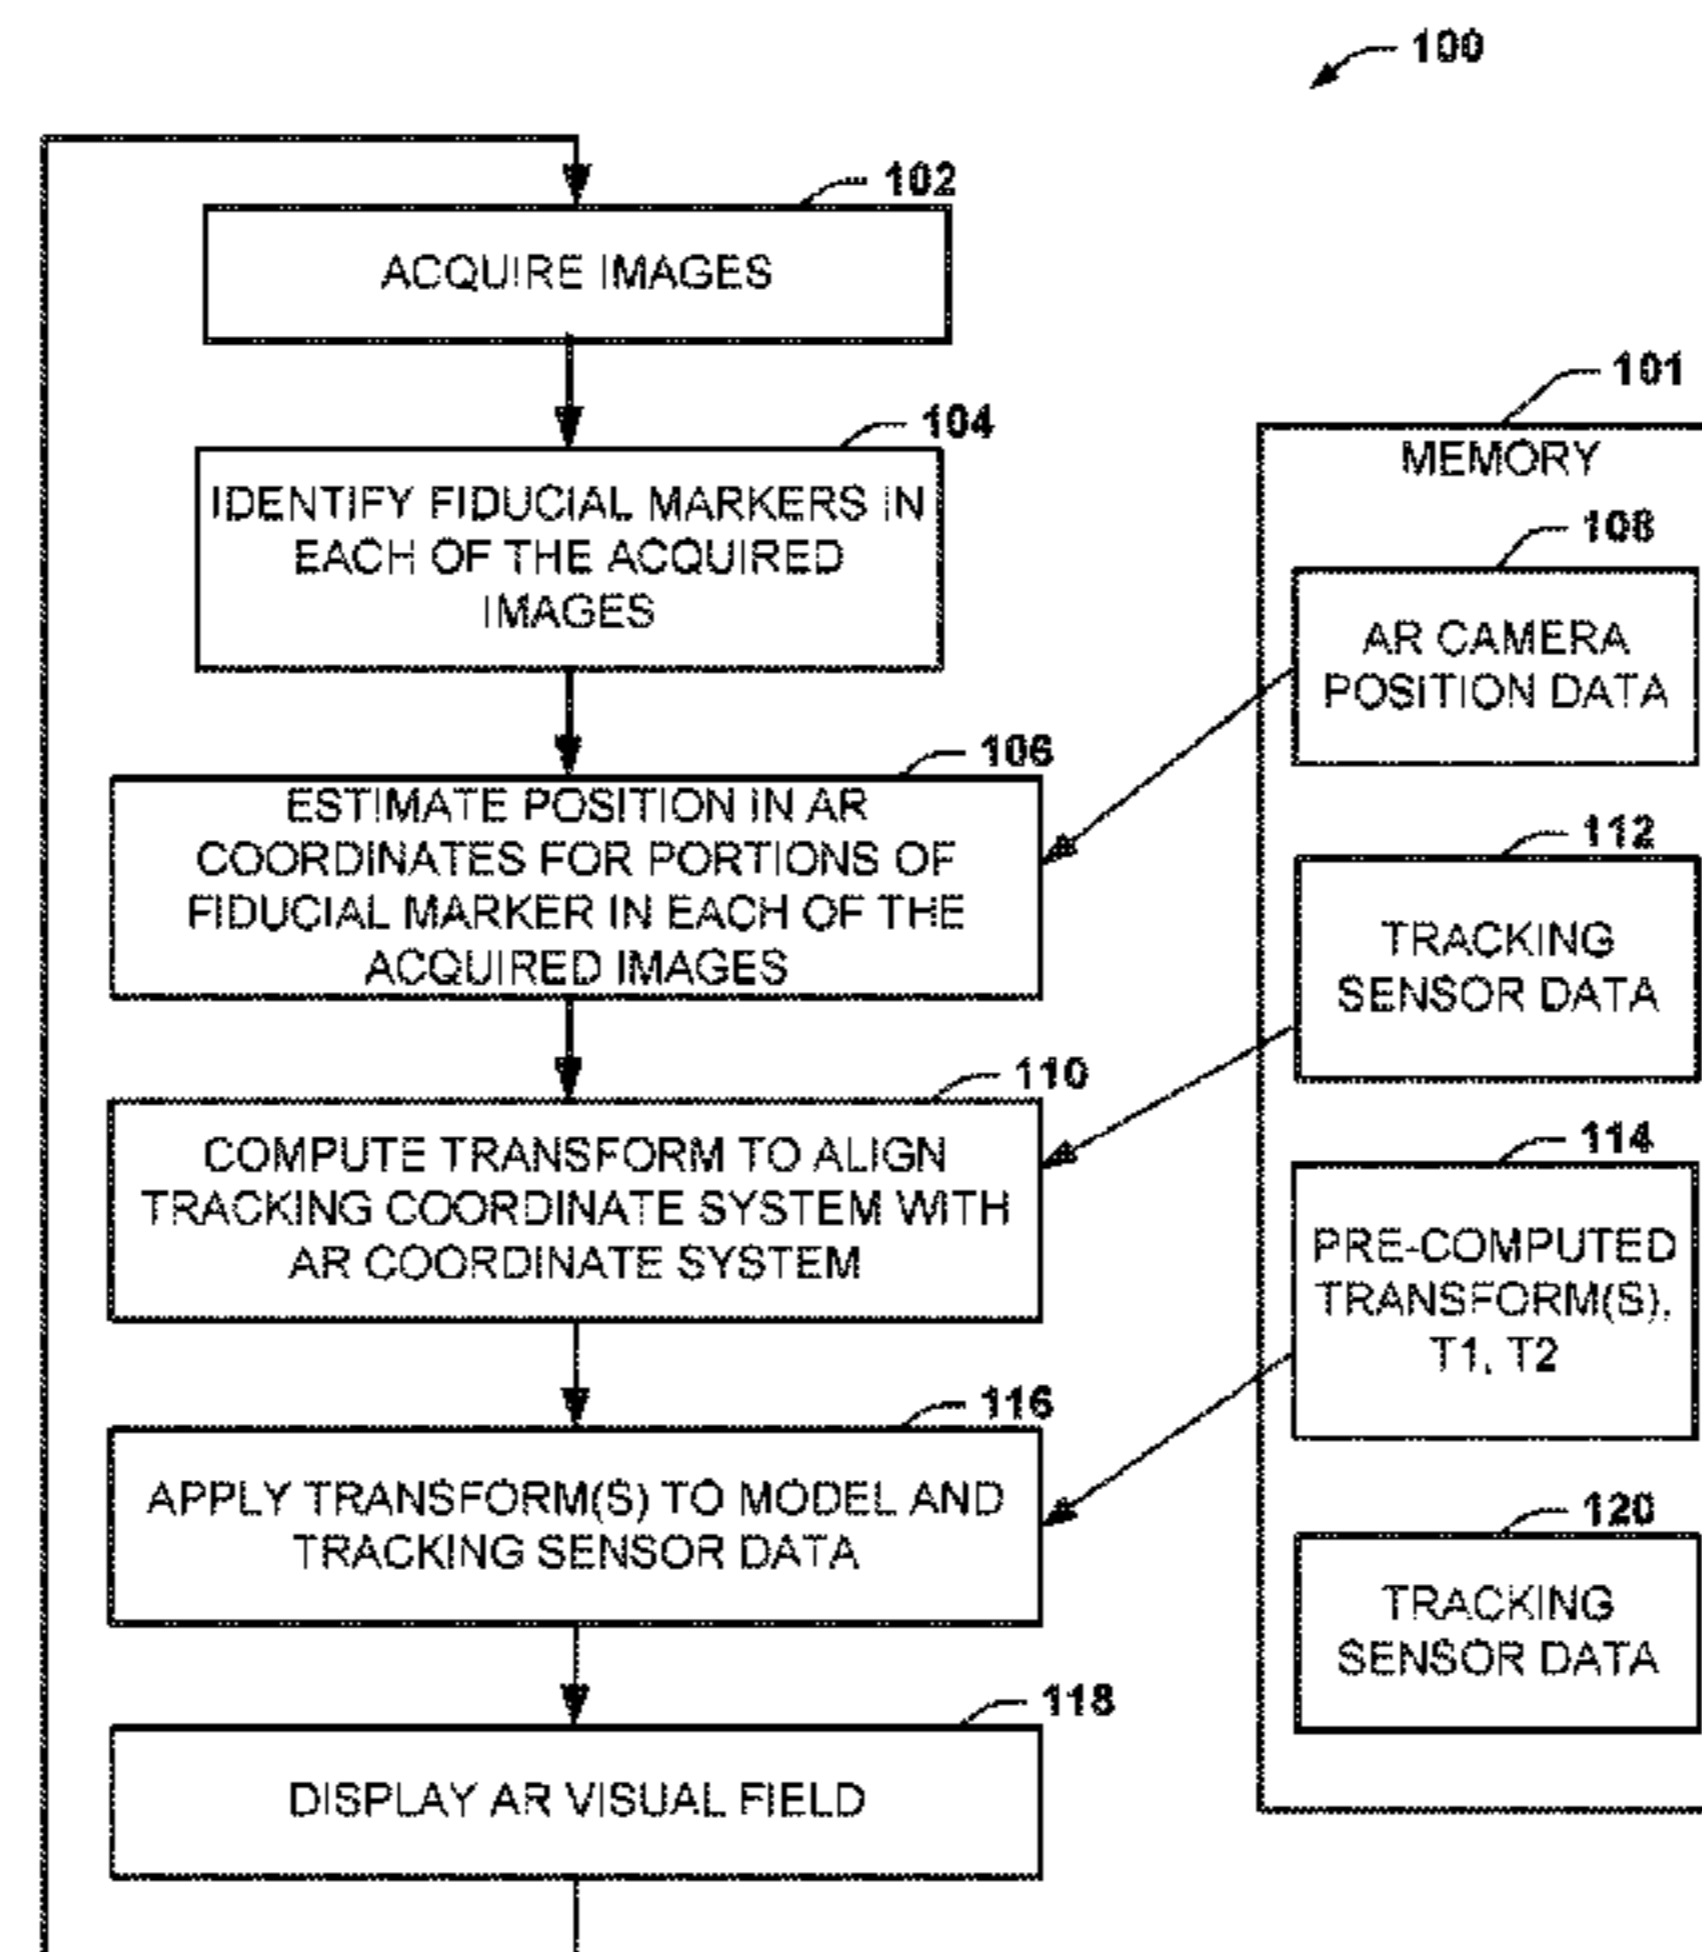 100
102
ACQUIRE IMAGES
104
IDENTIFY FIDUCIAL MARKERS IN
EACH OF THE ACQUIRED
IMAGES
106
ESTIMATE POSITION IN AR
COORDINATES FOR PORTIONS OF
FIDUCIAL MARKER IN EACH OF THE
ACQUIRED IMAGES
110
COMPUTE TRANSFORM TO ALIGN
TRACKING COORDINATE SYSTEM WITH
AR COORDINATE SYSTEM
116
APPLY TRANSFORM(S) TO MODEL AND
TRACKING SENSOR DATA
118
DISPLAY AR VISUAL FIELD
101
MEMORY
108
AR CAMERA
POSITION DATA
112
TRACKING
SENSOR DATA
114
PRE-COMPUTED
TRANSFORM(S),
T1, T2
120
TRACKING
SENSOR DATA